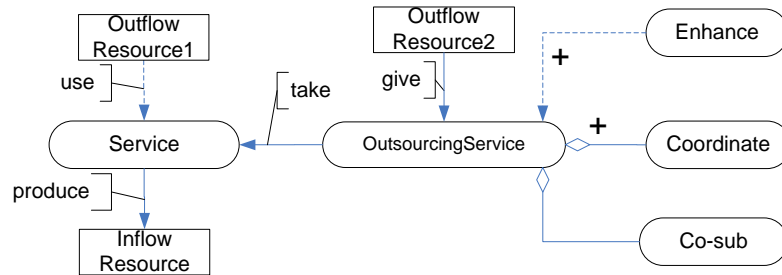 Outflow
Resource1
Outflow
Resource2
Enhance
+
use
take
give
Service
OutsourcingService
+
Coordinate
produce
Inflow
Resource
Co-sub